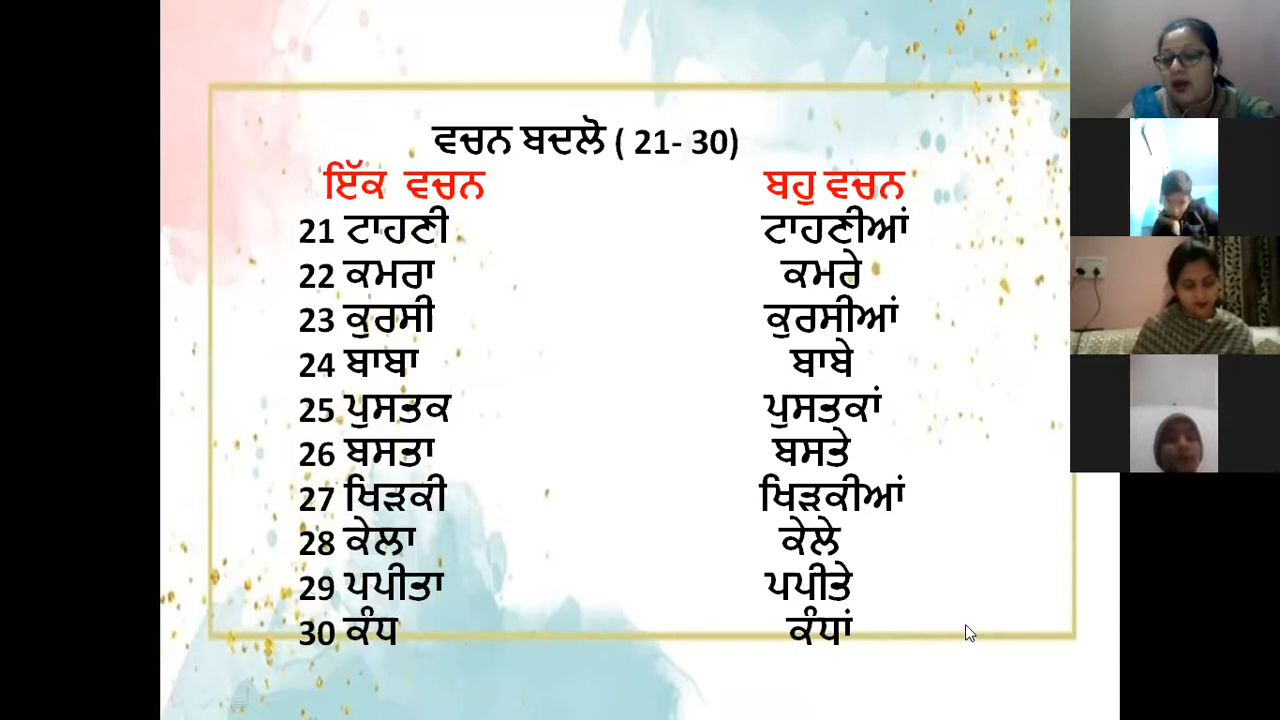 ਵਚਨ ਬਦਲੋ ( 21- 30)
ਇੱਕ ਵਚਨ ਬਹੁ ਵਚਨ
21 ਟਾਹਣੀ ਟਾਹਣੀਆਂ
22 ਕਮਰਾ ਕਮਰੇ
23 ਕੁਰਸੀ ਕੁਰਸੀਆਂ
24 ਬਾਬਾ ਬਾਬੇ
25 ਪੁਸਤਕ ਪੁਸਤਕਾਂ
26 ਬਸਤਾ ਬਸਤੇ
27 ਖਿੜਕੀ ਖਿੜਕੀਆਂ
28 ਕੇਲਾ ਕੇਲੇ
29 ਪਪੀਤਾ ਪਪੀਤੇ
30 ਕੰਧ ਕੰਧਾਂ